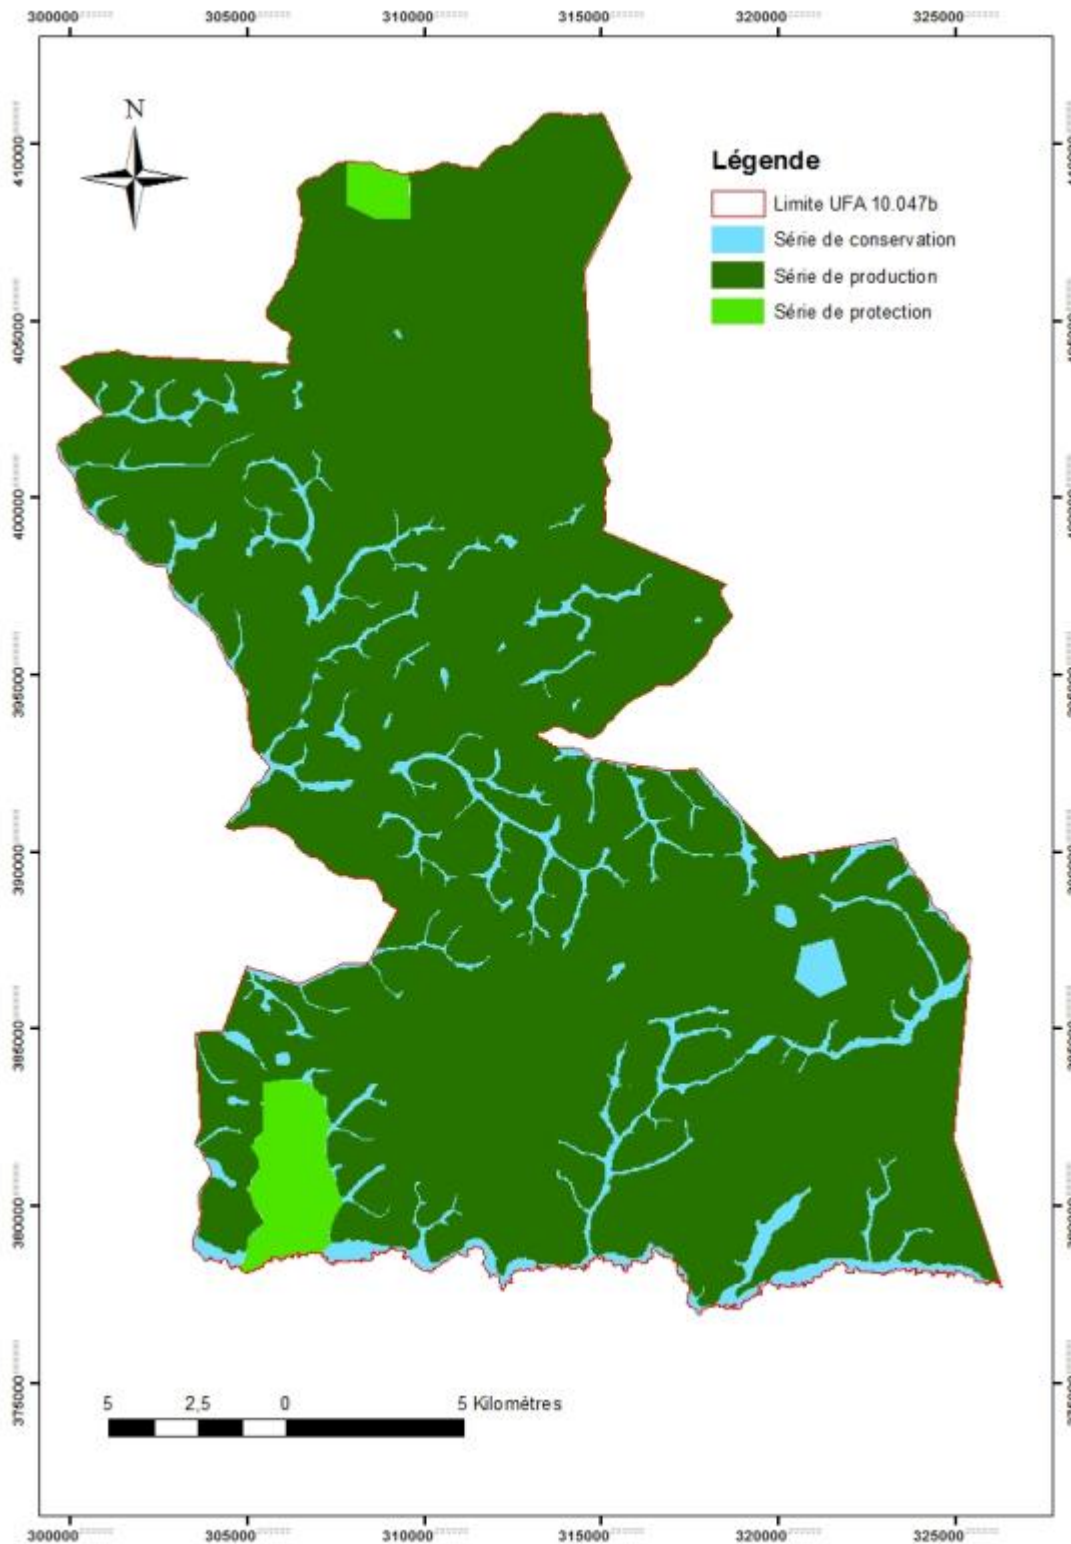 300000 305000 310000 315000 320000 325000
N
Légende
Limite UFA 10.047b
Série de conservation
Série de production
Série de protection
410000
405000
400000
395000
390000
385000
380000
375000
5 2,5 0 5 Kilomètres
300000 305000 310000 315000 320000 325000